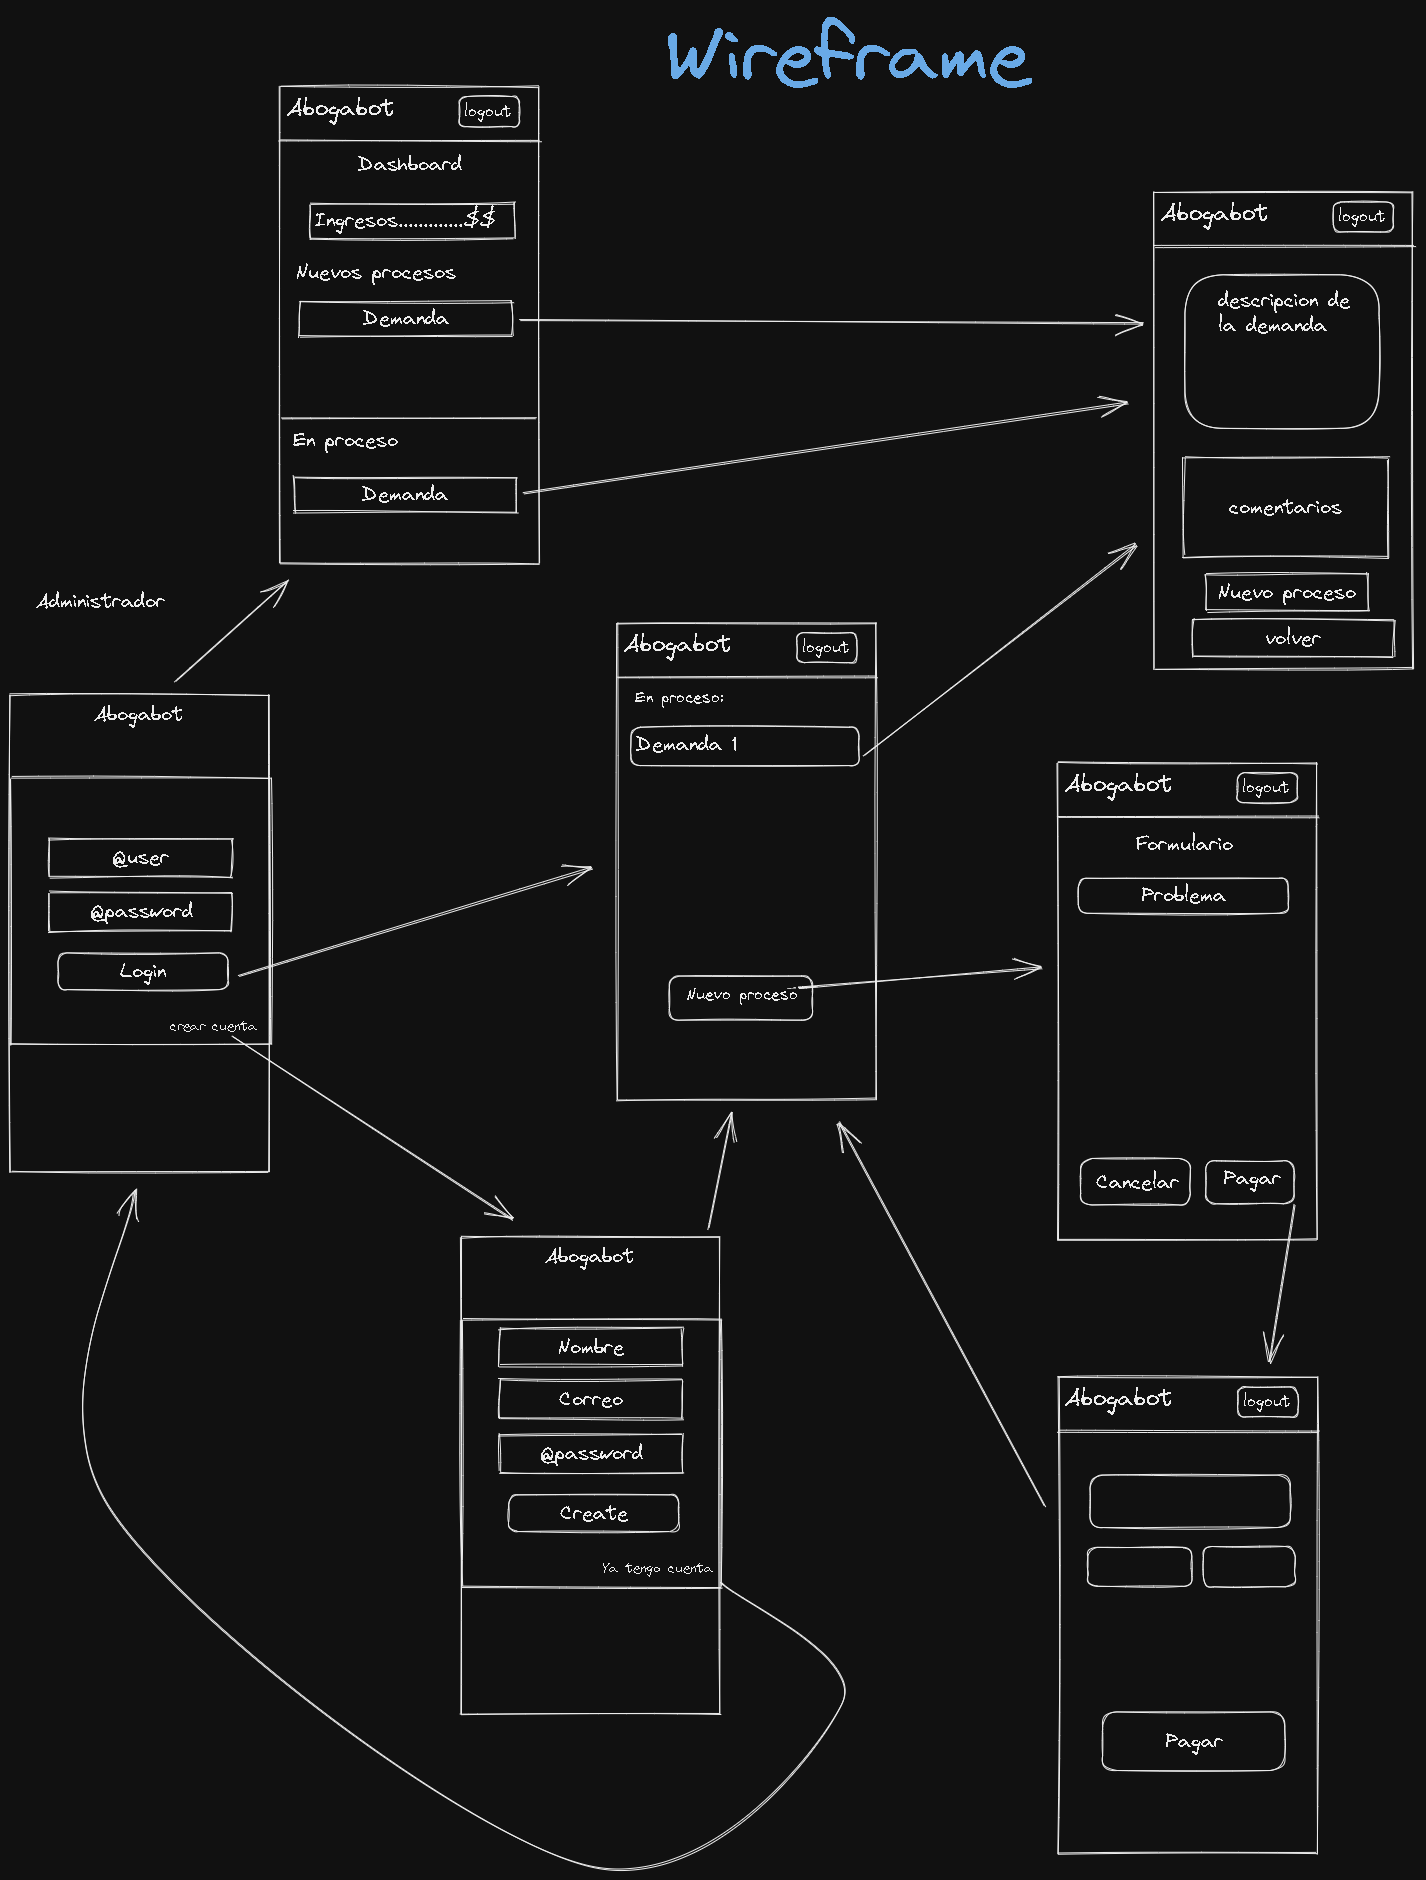 Wireframe
Abogabot
logout
Dashboard
Ingresos.............$$
Nuevos procesos
Demanda
En proceso
Demanda
Abogabot
logout
descripcion de
la demanda
comentarios
Nuevo proceso
volver
Administrador
Abogabot
@user
@password
Login
crear cuenta
Abogabot
logout
En proceso:
Demanda 1
Nuevo proceso
Abogabot
logout
Formulario
Problema
Cancelar
Pagar
Abogabot
Nombre
Correo
@password
Create
Ya tengo cuenta
Abogabot
logout
Pagar